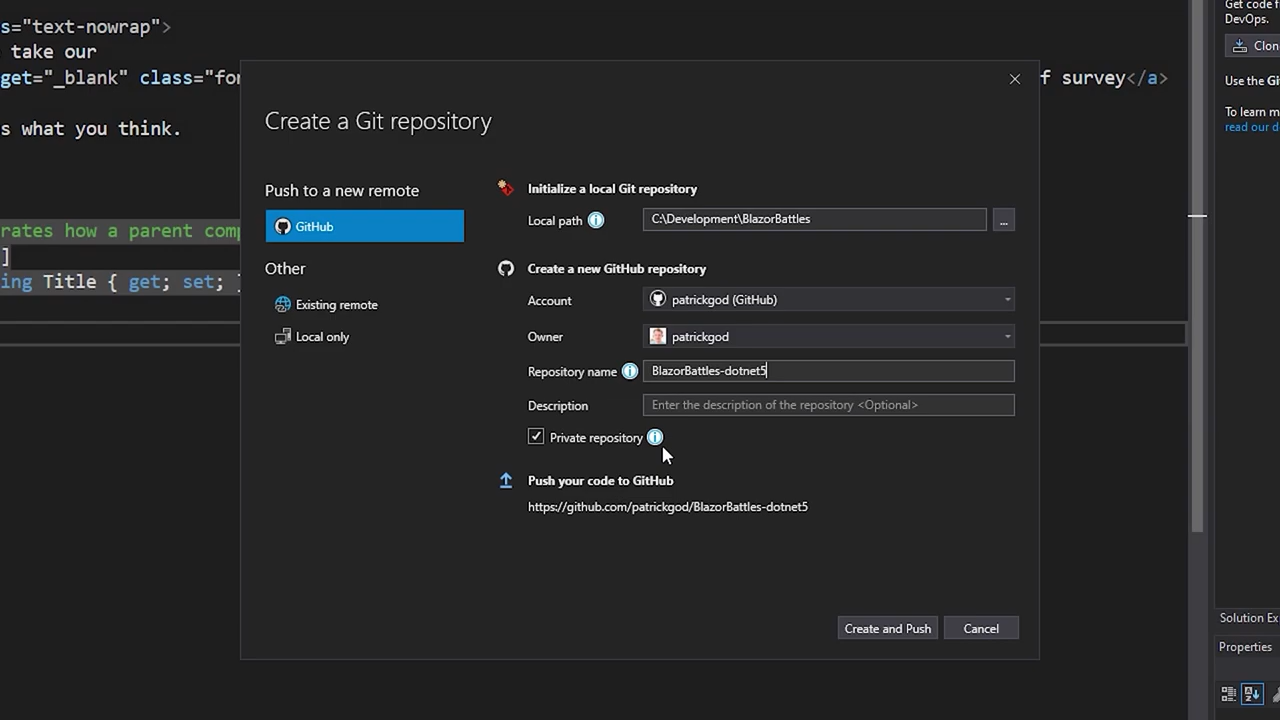 s="text-nowrap">
take our
get="_blank" class="fo
f survey</a>
s what you think.
rates how a parent comp
]
ing Title { get; set; }
Create a Git repository
Push to a new remote
GitHub
Other
Existing remote
Local only
Initialize a local Git repository
Local path
C:\Development\BlazorBattles
...
Create a new GitHub repository
Account
patrickgod (GitHub)
Owner
patrickgod
Repository name
BlazorBattles-dotnet5
Description
Enter the description of the repository <Optional>
Private repository
Push your code to GitHub
https://github.com/patrickgod/BlazorBattles-dotnet5
Create and Push
Cancel
Get code f
DevOps.
Clon
Use the Gi
To learn m
read our d
Solution Ex
Properties